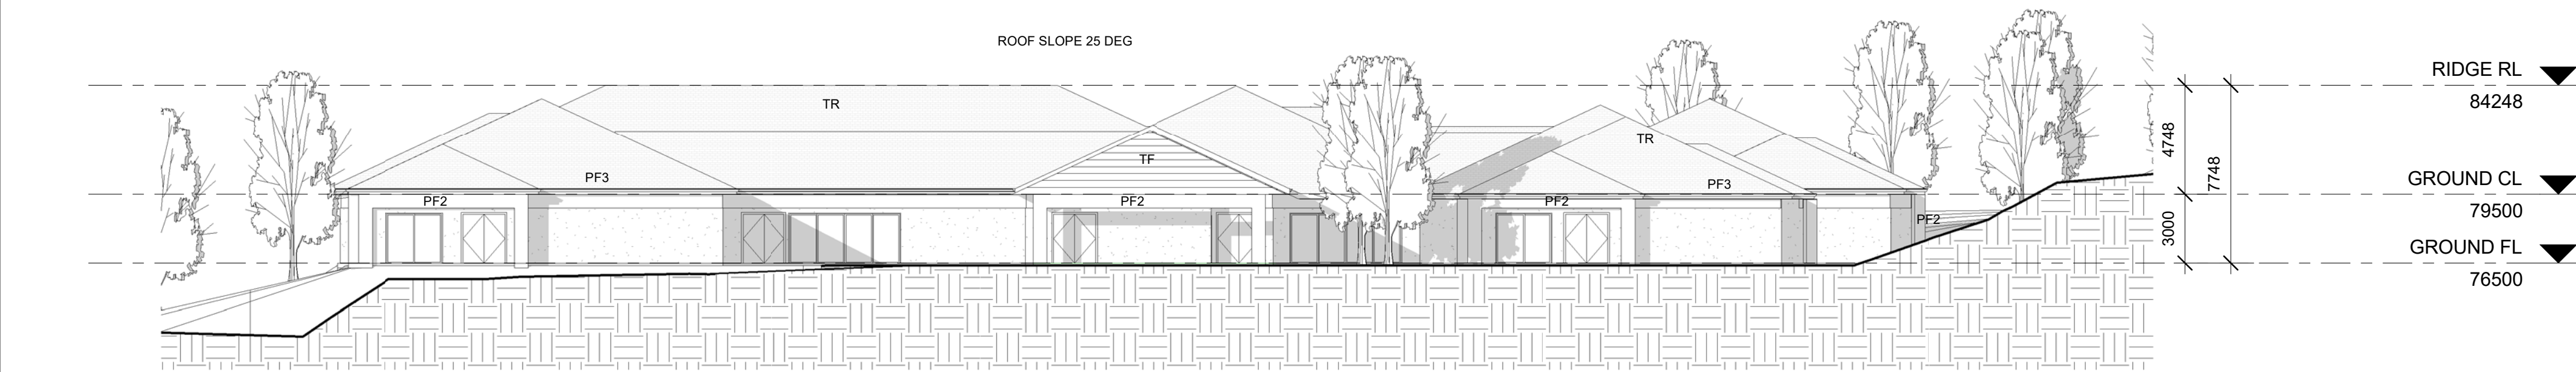 ROOF SLOPE 25 DEG
RIDGE RL
84248
TR
TF
TR
4748
7748
PF3
PF3
GROUND CL
79500
PF2
PF2
PF2
PF2
3000
GROUND FL
76500